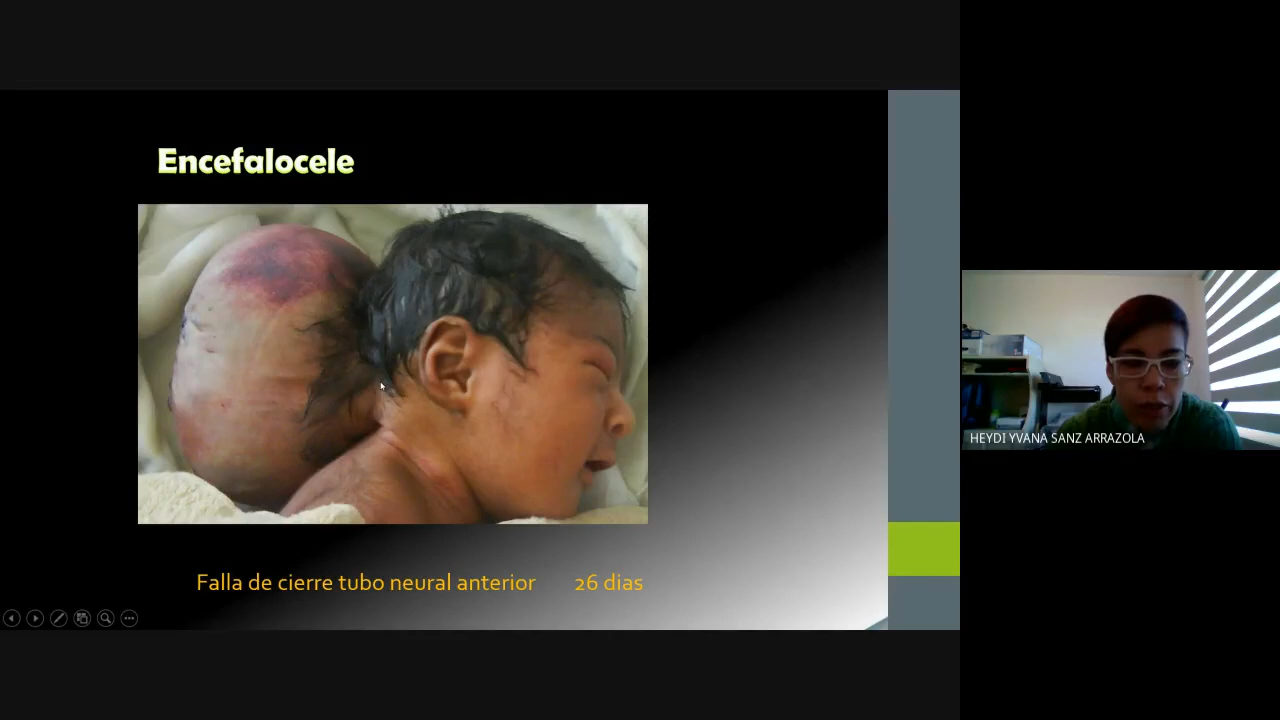 Encefalocele
Falla de cierre tubo neural anterior 26 dias
HEYDI YVANA SANZ ARRAZOLA